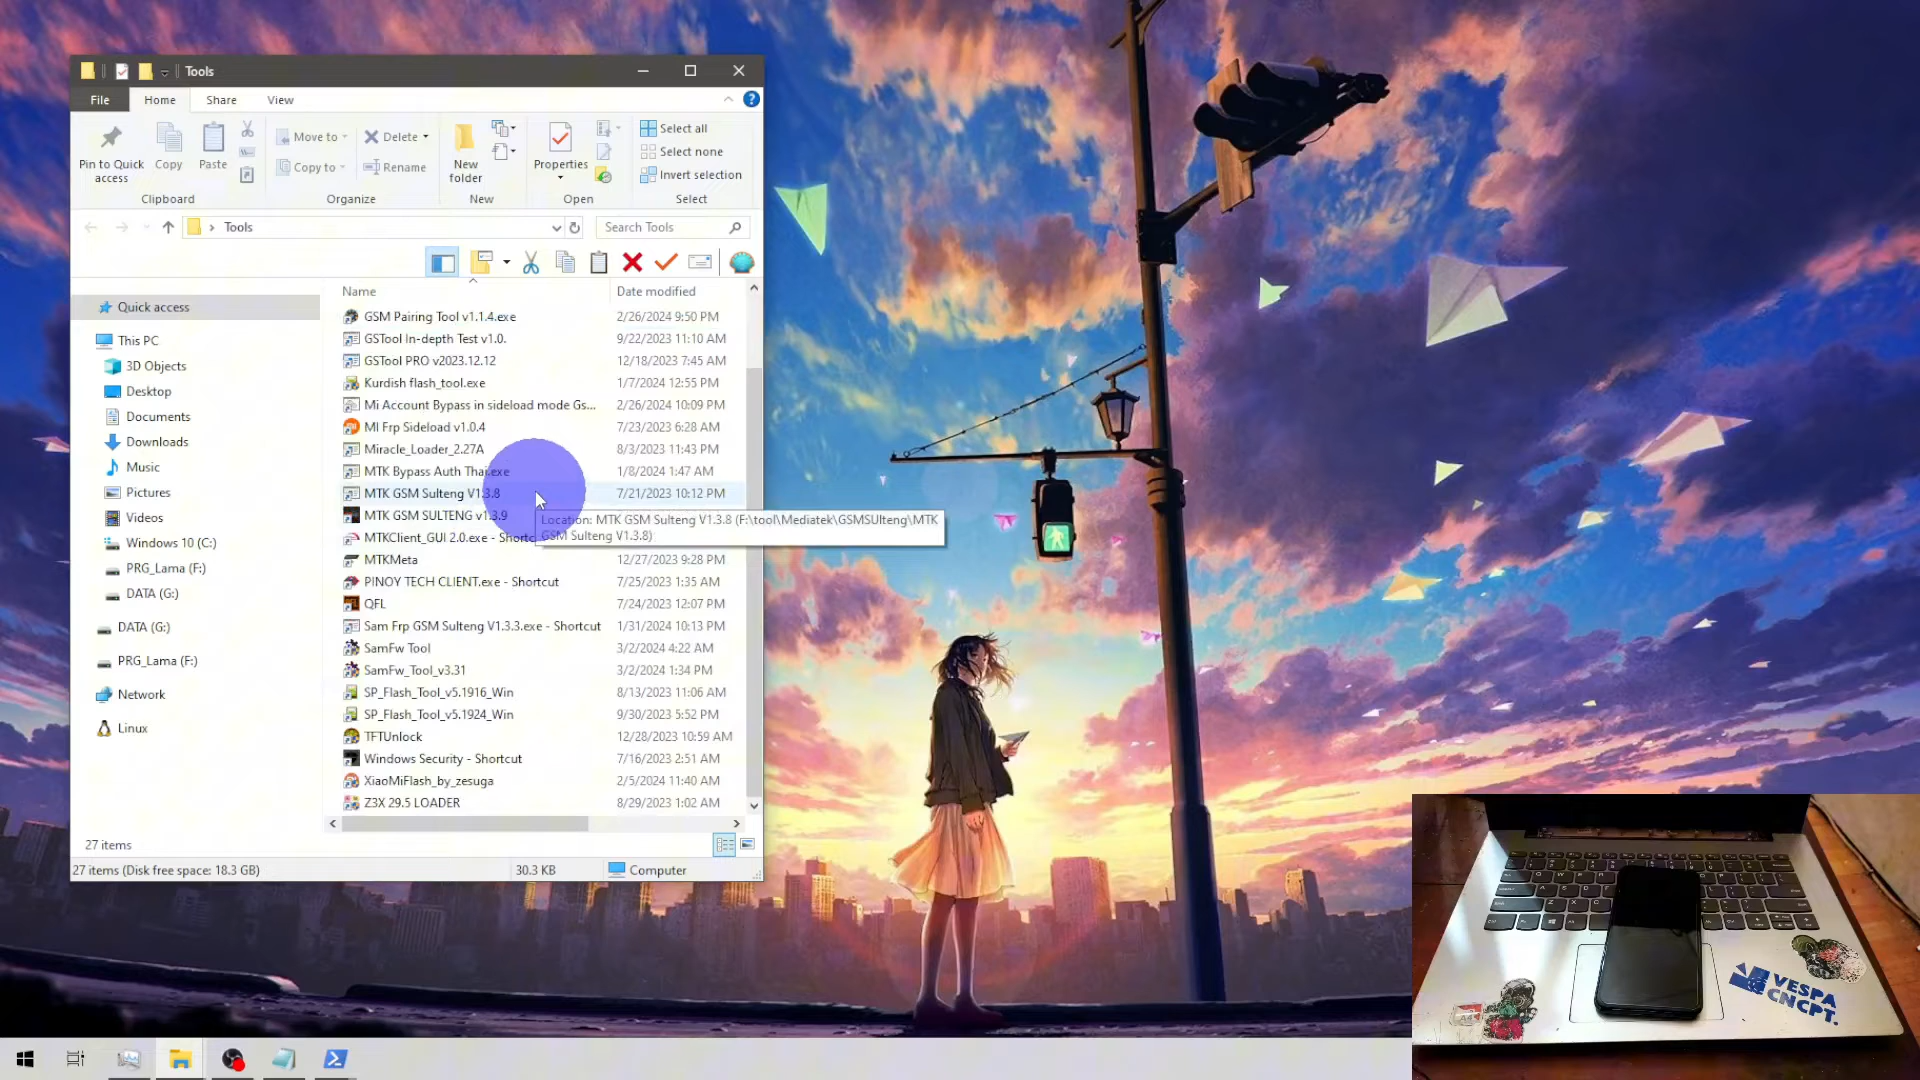 Tools
File Home Share View
Pin to Quick access
Copy
Paste
Move to
Copy to
Delete
Rename
New folder
Properties
Select all
Select none
Invert selection
Clipboard Organize New Open Select
Tools
Search Tools
Name Date modified
Quick access
This PC
3D Objects
Desktop
Documents
Downloads
Music
Pictures
Videos
Windows 10 (C:)
PRG_Lama (F:)
DATA (G:)
DATA (G:)
PRG_Lama (F:)
Network
Linux
GSM Pairing Tool v1.1.4.exe 2/26/2024 9:50 PM
GSTool In-depth Test v1.0. 9/22/2023 11:10 AM
GSTool PRO v2023.12.12 12/18/2023 7:45 AM
Kurdish flash_tool.exe 1/7/2024 12:55 PM
Mi Account Bypass in sideload mode Gs... 2/26/2024 10:09 PM
MI Frp Sideload v1.0.4 7/23/2023 6:28 AM
Miracle_Loader_2.27A 8/3/2023 11:43 PM
MTK Bypass Auth Thai.exe 1/8/2024 1:47 AM
MTK GSM Sulteng V1.3.8 7/21/2023 10:12 PM
MTK GSM SULTENG v1.3.9
Location: MTK GSM Sulteng V1.3.8 (F:\tool\Mediatek\GSMSUlteng\MTK
GSM Sulteng V1.3.8)
MTKClient_GUI 2.0.exe - Shortc
MTKMeta 12/27/2023 9:28 PM
PINOY TECH CLIENT.exe - Shortcut 7/25/2023 1:35 AM
QFL 7/24/2023 12:07 PM
Sam Frp GSM Sulteng V1.3.3.exe - Shortcut 1/31/2024 10:13 PM
SamFw Tool 3/2/2024 4:22 AM
SamFw_Tool_v3.31 3/2/2024 1:34 PM
SP_Flash_Tool_v5.1916_Win 8/13/2023 11:06 AM
SP_Flash_Tool_v5.1924_Win 9/30/2023 5:52 PM
TFTUnlock 12/28/2023 10:59 AM
Windows Security - Shortcut 7/16/2023 2:51 AM
XiaoMiFlash_by_zesuga 2/5/2024 11:40 AM
Z3X 29.5 LOADER 8/29/2023 1:02 AM
27 items
27 items (Disk free space: 18.3 GB) 30.3 KB Computer
VESPA
CNCPT.